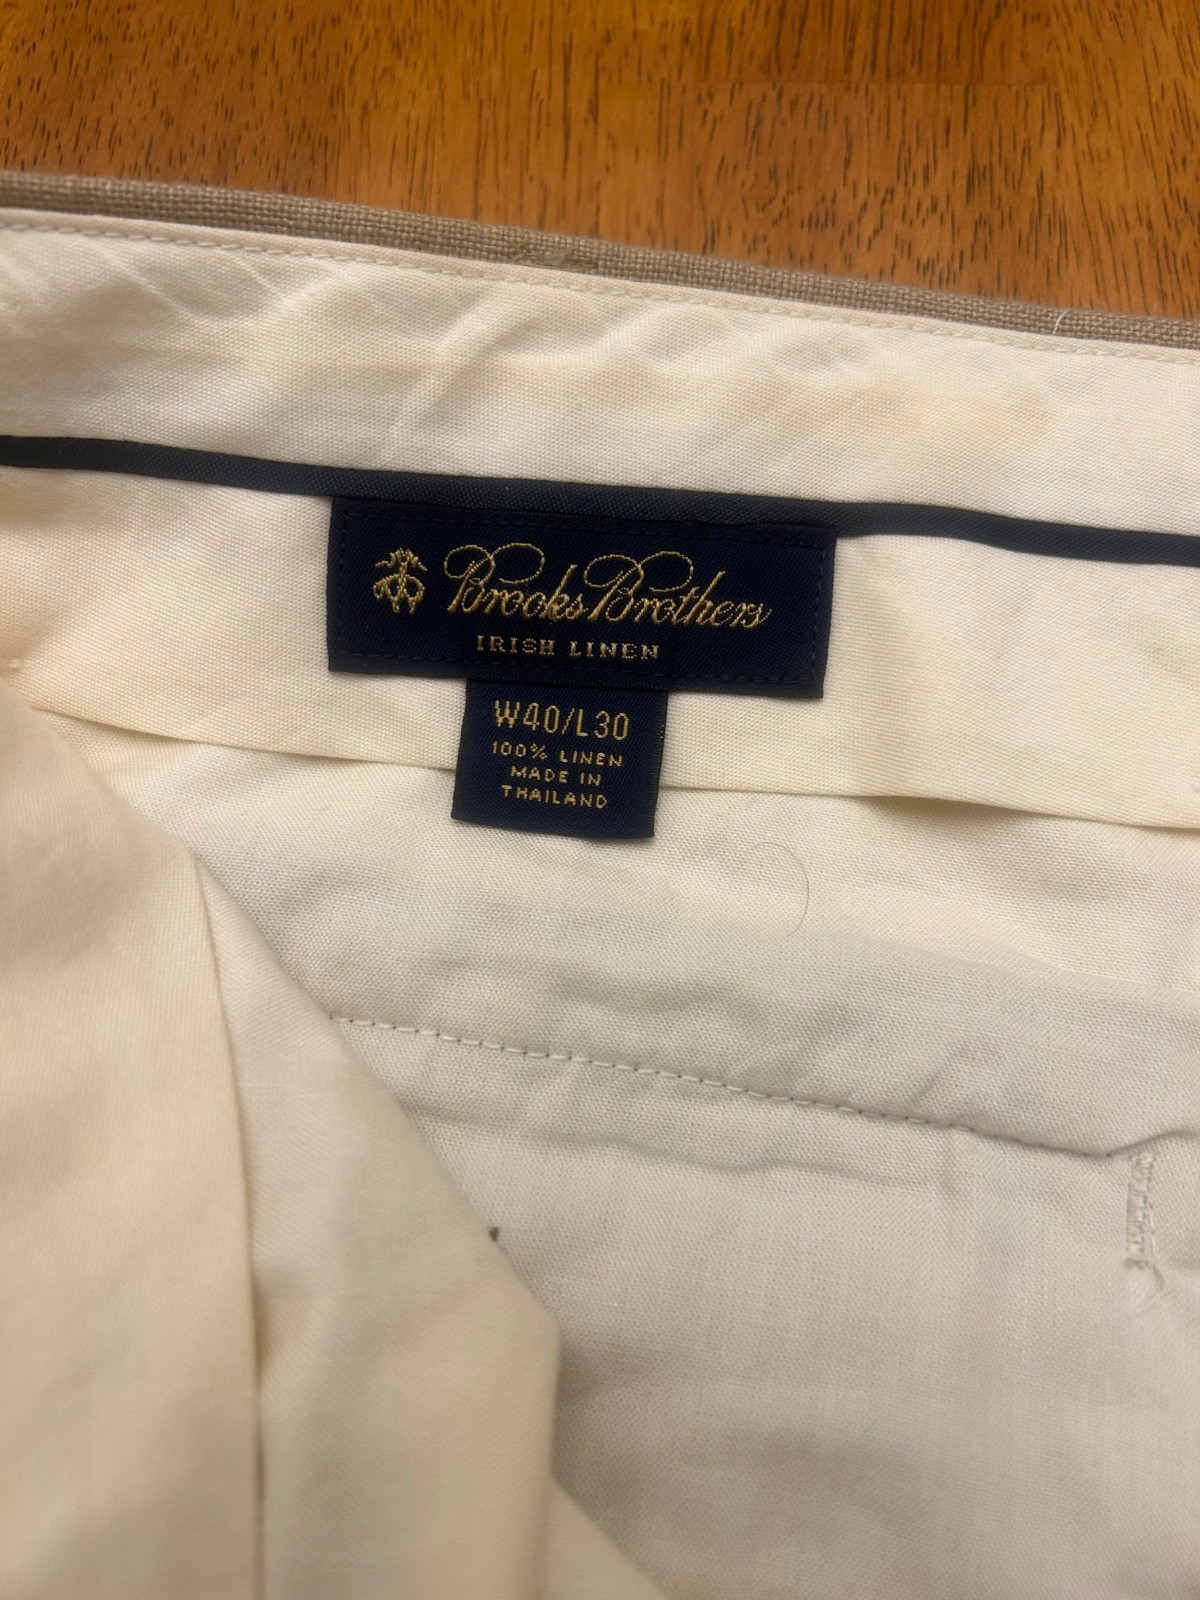 Brooks Brothers
IRISH LINEN
W40/L30
100% LINEN
MADE IN
THAILAND